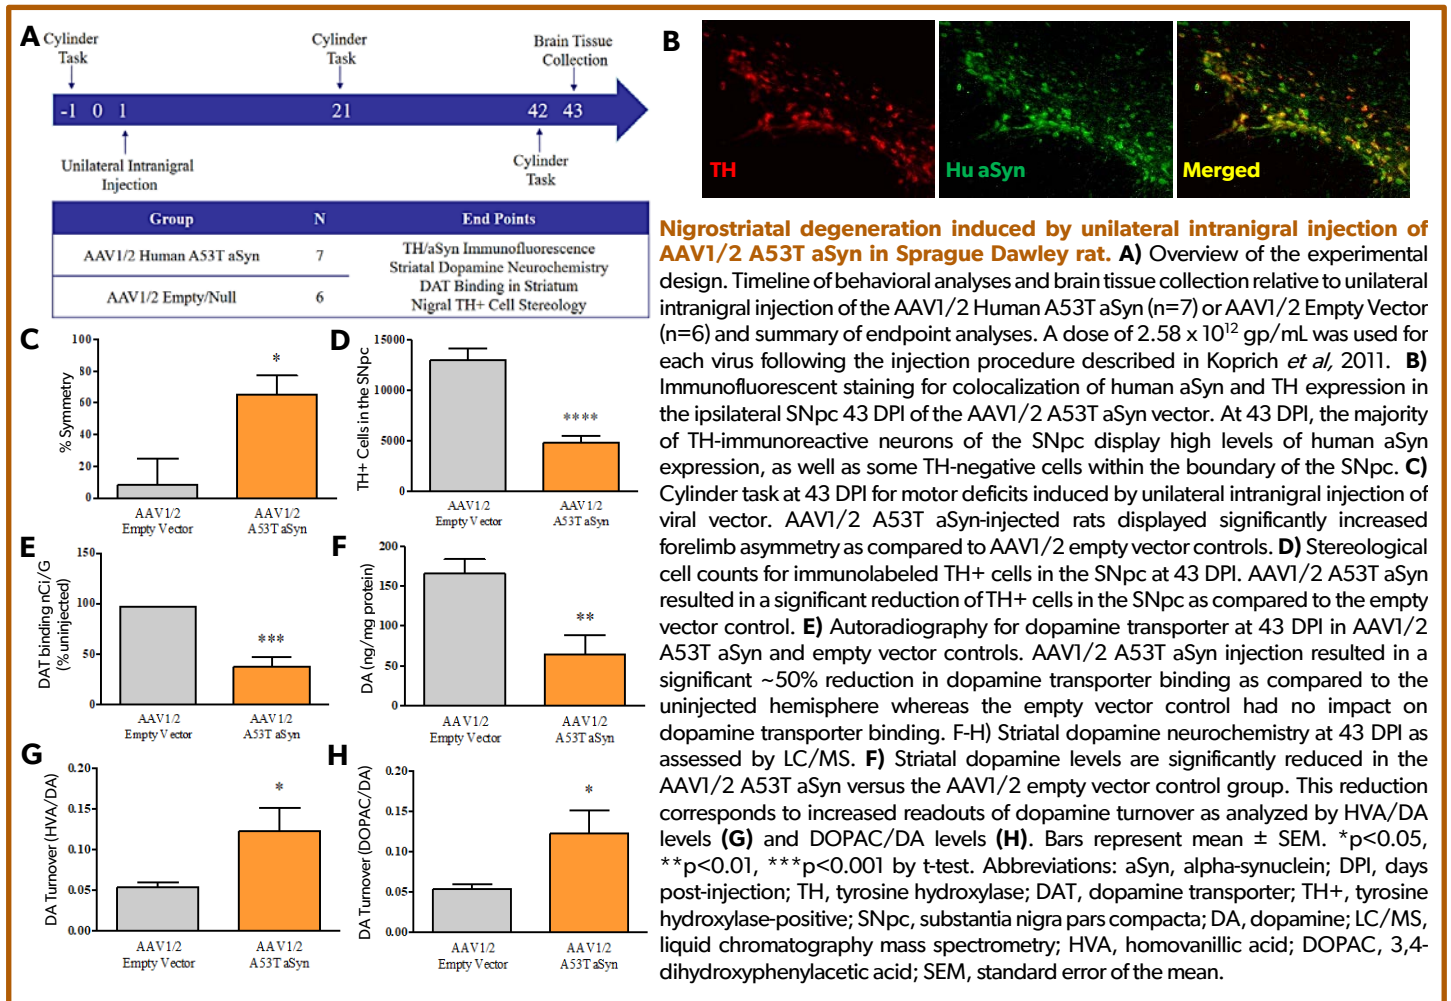 A
Cylinder
Task
Cylinder
Task
Brain Tissue
Collection
-1 0 1 21 42 43
Unilateral Intranigral
Injection
Cylinder
Task
Group N End Points
AAV1/2 Human A53T aSyn 7
AAV1/2 Empty/Null 6
TH/aSyn Immunofluorescence
Striatal Dopamine Neurochemistry
DAT Binding in Striatum
Nigral TH+ Cell Stereology
B
TH
Hu aSyn
Merged
Nigrostriatal degeneration induced by unilateral intranigral injection of
AAV1/2 A53T aSyn in Sprague Dawley rat. A) Overview of the experimental
design. Timeline of behavioral analyses and brain tissue collection relative to unilateral
intranigral injection of the AAV1/2 Human A53T aSyn (n=7) or AAV1/2 Empty Vector
(n=6) and summary of endpoint analyses. A dose of 2.58 x 10¹² gp/mL was used for
each virus following the injection procedure described in Koprich et al, 2011. B)
Immunofluorescent staining for colocalization of human aSyn and TH expression in
the ipsilateral SNpc 43 DPI of the AAV1/2 A53T aSyn vector. At 43 DPI, the majority
of TH-immunoreactive neurons of the SNpc display high levels of human aSyn
expression, as well as some TH-negative cells within the boundary of the SNpc. C)
Cylinder task at 43 DPI for motor deficits induced by unilateral intranigral injection of
viral vector. AAV1/2 A53T aSyn-injected rats displayed significantly increased
forelimb asymmetry as compared to AAV1/2 empty vector controls. D) Stereological
cell counts for immunolabeled TH+ cells in the SNpc at 43 DPI. AAV1/2 A53T aSyn
resulted in a significant reduction of TH+ cells in the SNpc as compared to the empty
vector control. E) Autoradiography for dopamine transporter at 43 DPI in AAV1/2
A53T aSyn and empty vector controls. AAV1/2 A53T aSyn injection resulted in a
significant ~50% reduction in dopamine transporter binding as compared to the
uninjected hemisphere whereas the empty vector control had no impact on
dopamine transporter binding. F-H) Striatal dopamine neurochemistry at 43 DPI as
assessed by LC/MS. F) Striatal dopamine levels are significantly reduced in the
AAV1/2 A53T aSyn versus the AAV1/2 empty vector control group. This reduction
corresponds to increased readouts of dopamine turnover as analyzed by HVA/DA
levels (G) and DOPAC/DA levels (H). Bars represent mean ± SEM. *p<0.05,
**p<0.01, ***p<0.001 by t-test. Abbreviations: aSyn, alpha-synuclein; DPI, days
post-injection; TH, tyrosine hydroxylase; DAT, dopamine transporter; TH+, tyrosine
hydroxylase-positive; SNpc, substantia nigra pars compacta; DA, dopamine; LC/MS,
liquid chromatography mass spectrometry; HVA, homovanillic acid; DOPAC, 3,4-
dihydroxyphenylacetic acid; SEM, standard error of the mean.
C
% Symmetry
100
80
60
40
20
0
*
AAV1/2
Empty Vector
AAV1/2
A53T aSyn
D
TH+ Cells in the SNpc
15000
10000
5000
0
****
AAV1/2
Empty Vector
AAV1/2
A53T aSyn
E
DAT binding nCi/G
(% uninjected)
150
100
50
0
***
AAV1/2
Empty Vector
AAV1/2
A53T aSyn
F
DA (ng/mg protein)
200
150
100
50
0
**
AAV1/2
Empty Vector
AAV1/2
A53T aSyn
G
DA Turnover (HVA/DA)
0.20
0.15
0.10
0.05
0.00
*
AAV1/2
Empty Vector
AAV1/2
A53T aSyn
H
DA Turnover (DOPAC/DA)
0.20
0.15
0.10
0.05
0.00
*
AAV1/2
Empty Vector
AAV1/2
A53T aSyn